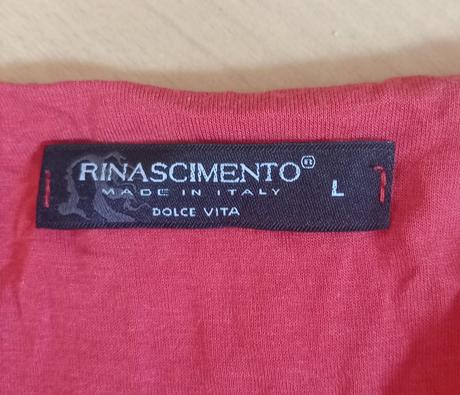 RINASCIMENTO®
MADE IN ITALY
L
DOLCE VITA